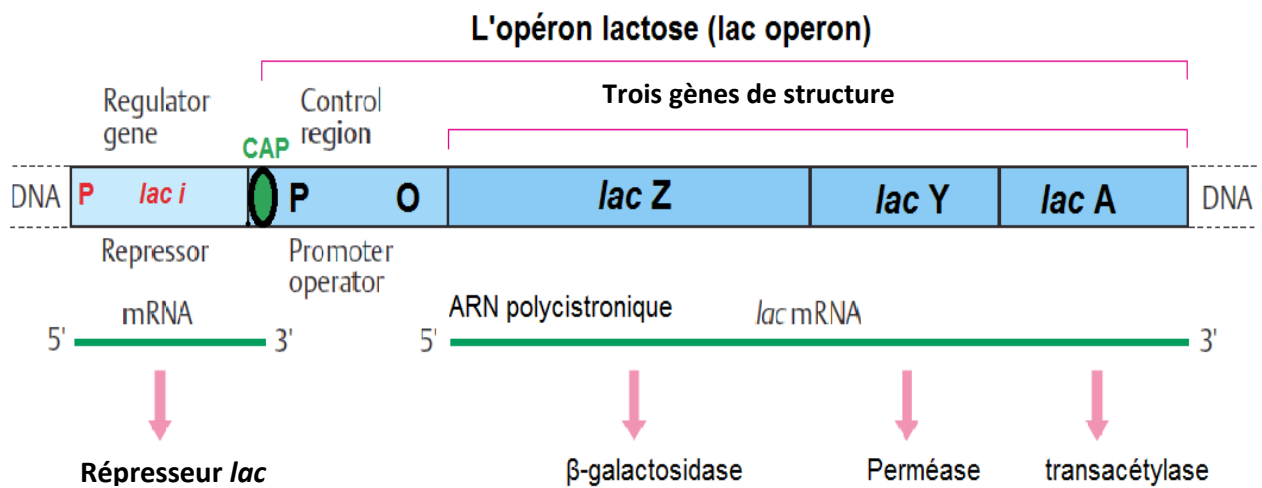 L'opéron lactose (lac operon)
Trois gènes de structure
Regulator
gene
Control
region
CAP
DNA P lac i P O lac Z lac Y lac A DNA
Repressor
Promoter
operator
mRNA
5' 3'
ARN polycistronique lac mRNA
5' 3'
Répresseur lac β-galactosidase Perméase transacétylase